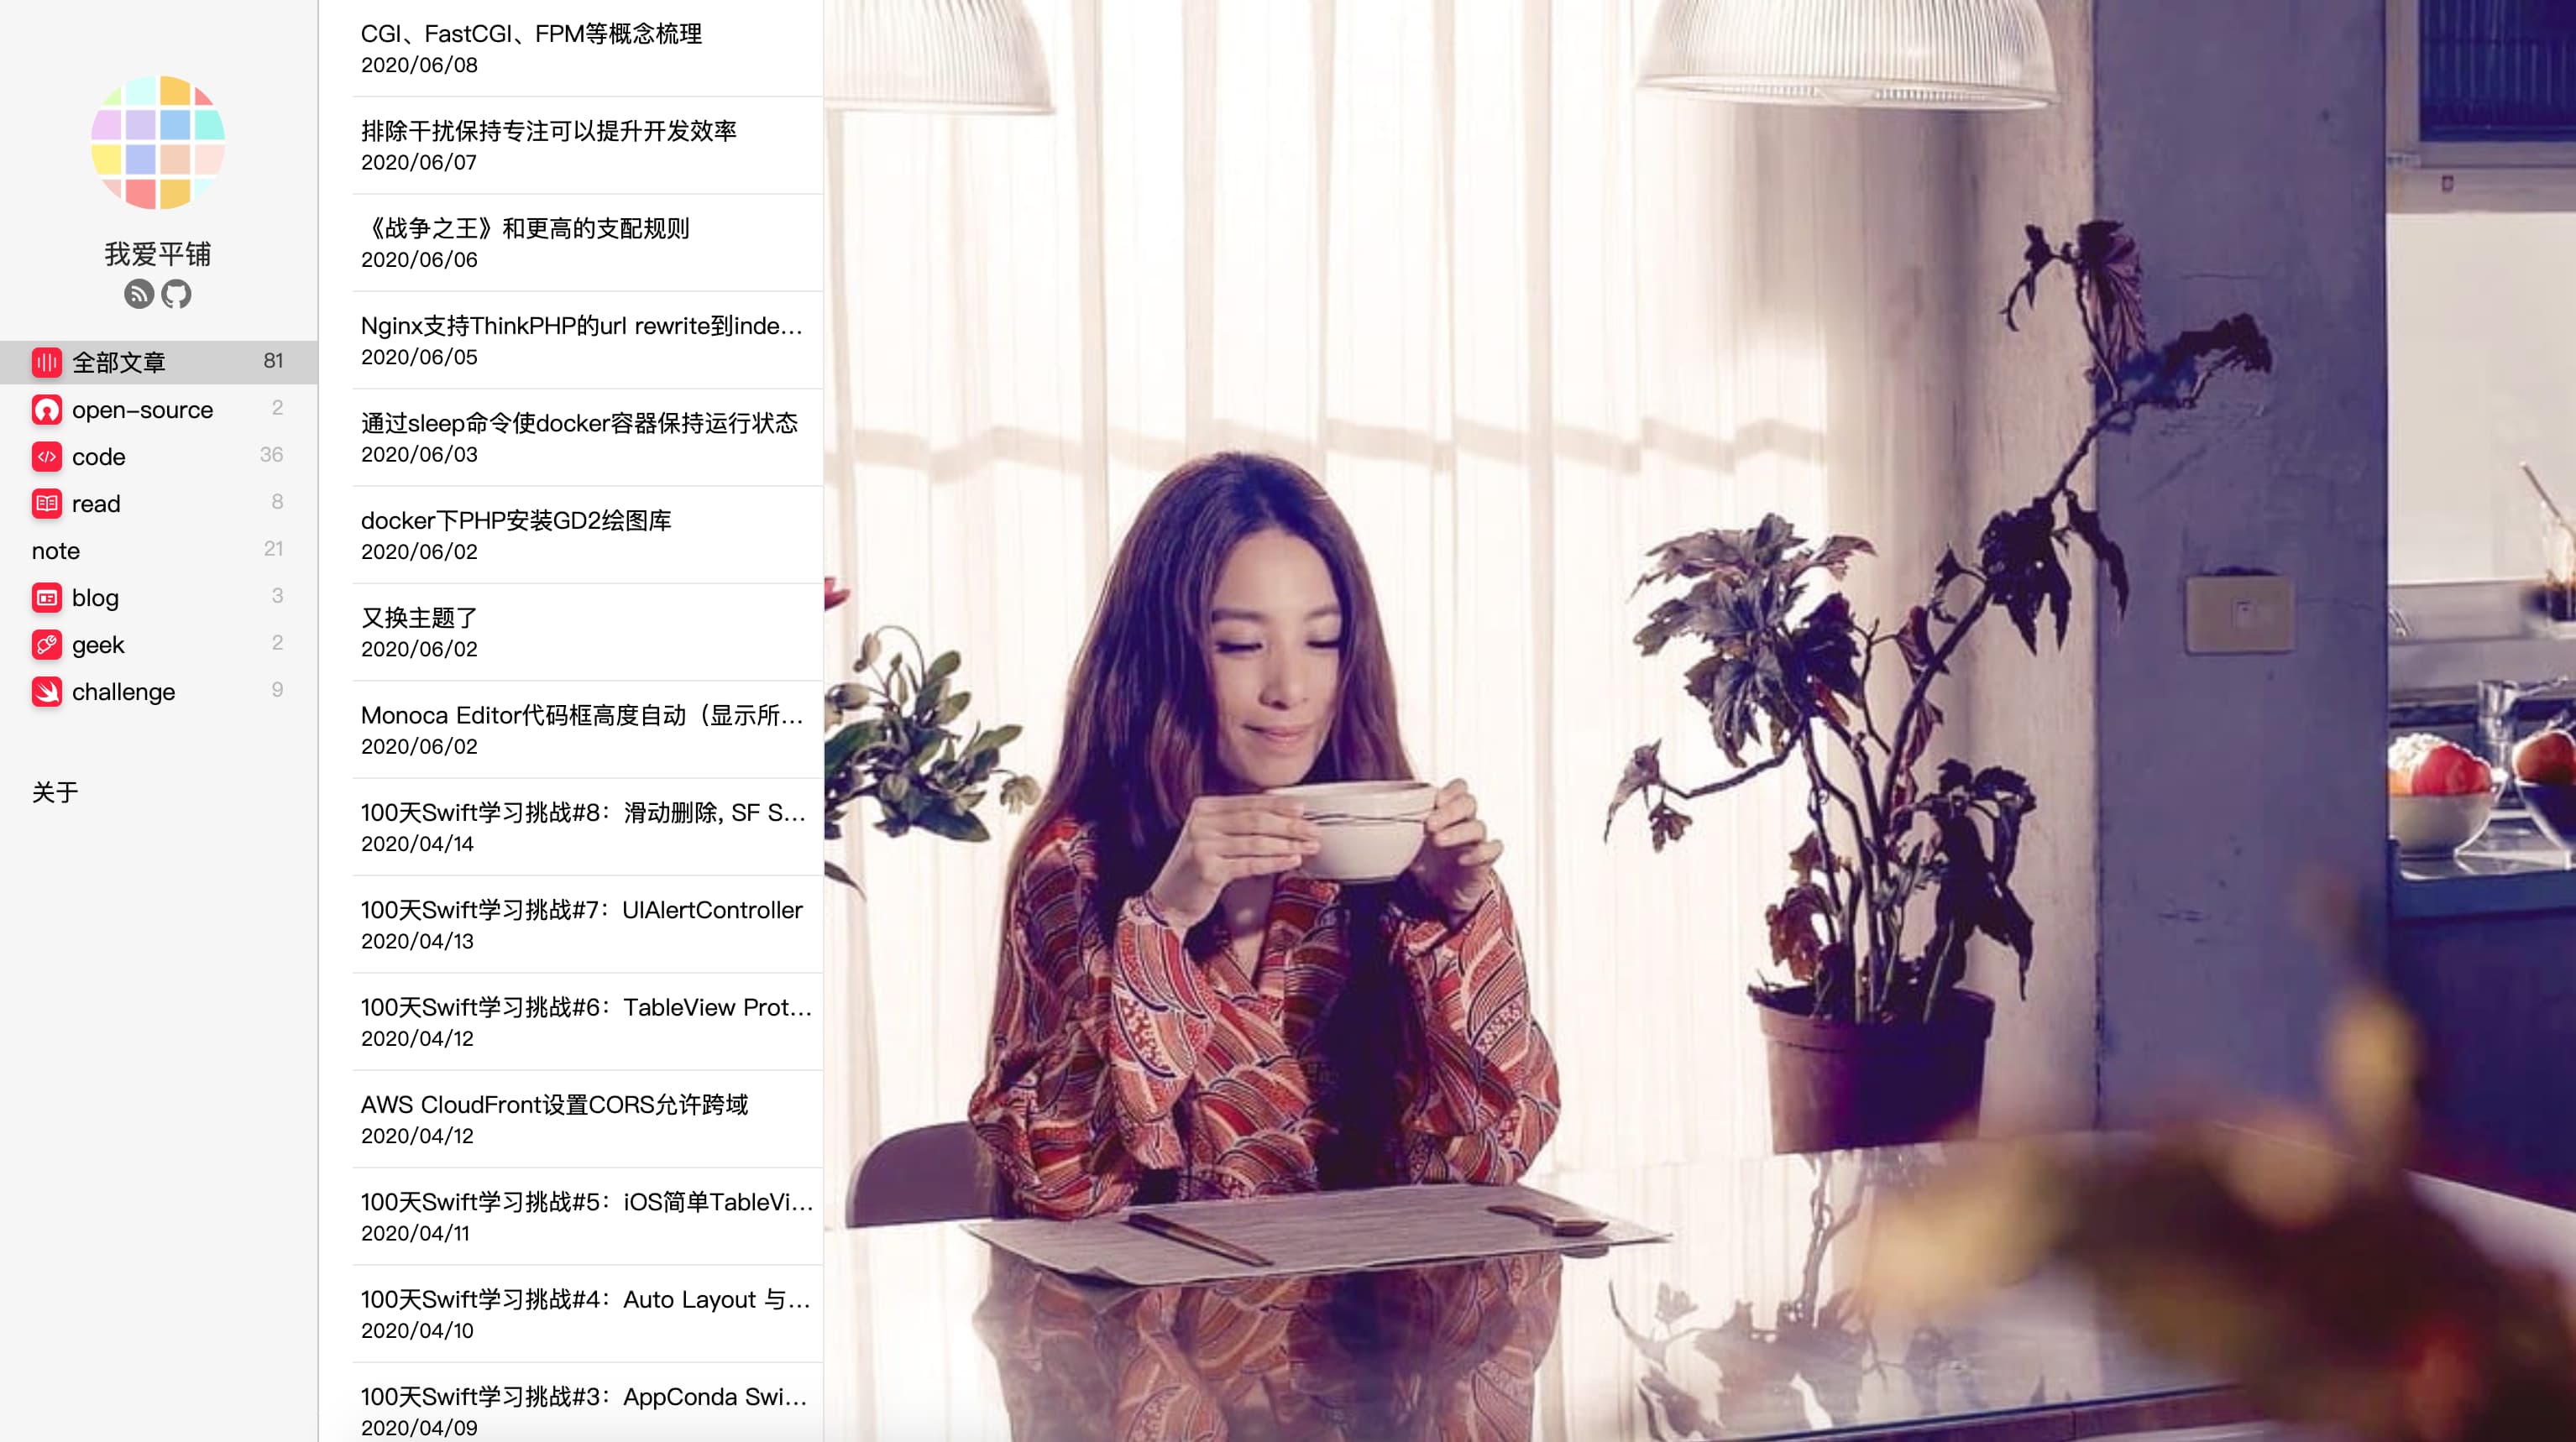 我爱平铺
全部文章 81
open-source 2
code 36
read 8
note 21
blog 3
geek 2
challenge 9
关于
CGI、FastCGI、FPM等概念梳理
2020/06/08
排除干扰保持专注可以提升开发效率
2020/06/07
《战争之王》和更高的支配规则
2020/06/06
Nginx支持ThinkPHP的url rewrite到inde...
2020/06/05
通过sleep命令使docker容器保持运行状态
2020/06/03
docker下PHP安装GD2绘图库
2020/06/02
又换主题了
2020/06/02
Monoca Editor代码框高度自动（显示所...
2020/06/02
100天Swift学习挑战#8：滑动删除, SF S...
2020/04/14
100天Swift学习挑战#7：UIAlertController
2020/04/13
100天Swift学习挑战#6：TableView Prot...
2020/04/12
AWS CloudFront设置CORS允许跨域
2020/04/12
100天Swift学习挑战#5：iOS简单TableVi...
2020/04/11
100天Swift学习挑战#4：Auto Layout 与...
2020/04/10
100天Swift学习挑战#3：AppConda Swi...
2020/04/09